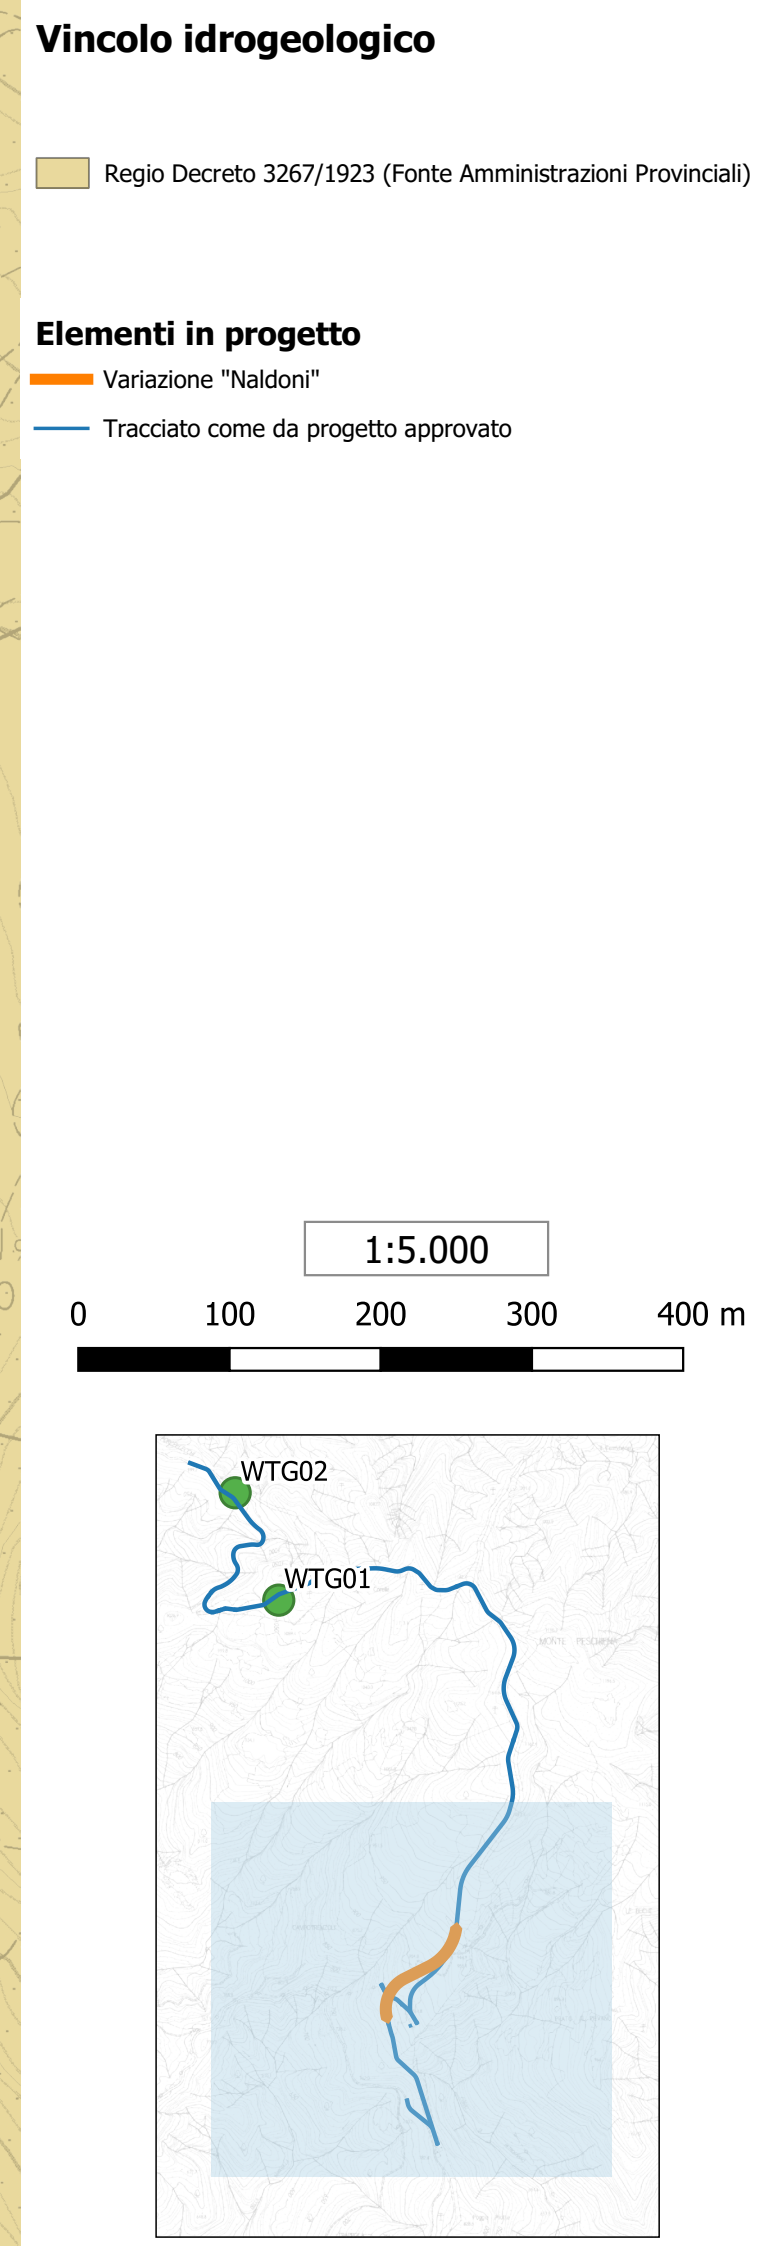 Vincolo idrogeologico
Regio Decreto 3267/1923 (Fonte Amministrazioni Provinciali)
Elementi in progetto
Variazione "Naldoni"
Tracciato come da progetto approvato
1:5.000
0 100 200 300 400 m
WTG02
WTG01
MONTE PESCHIENA